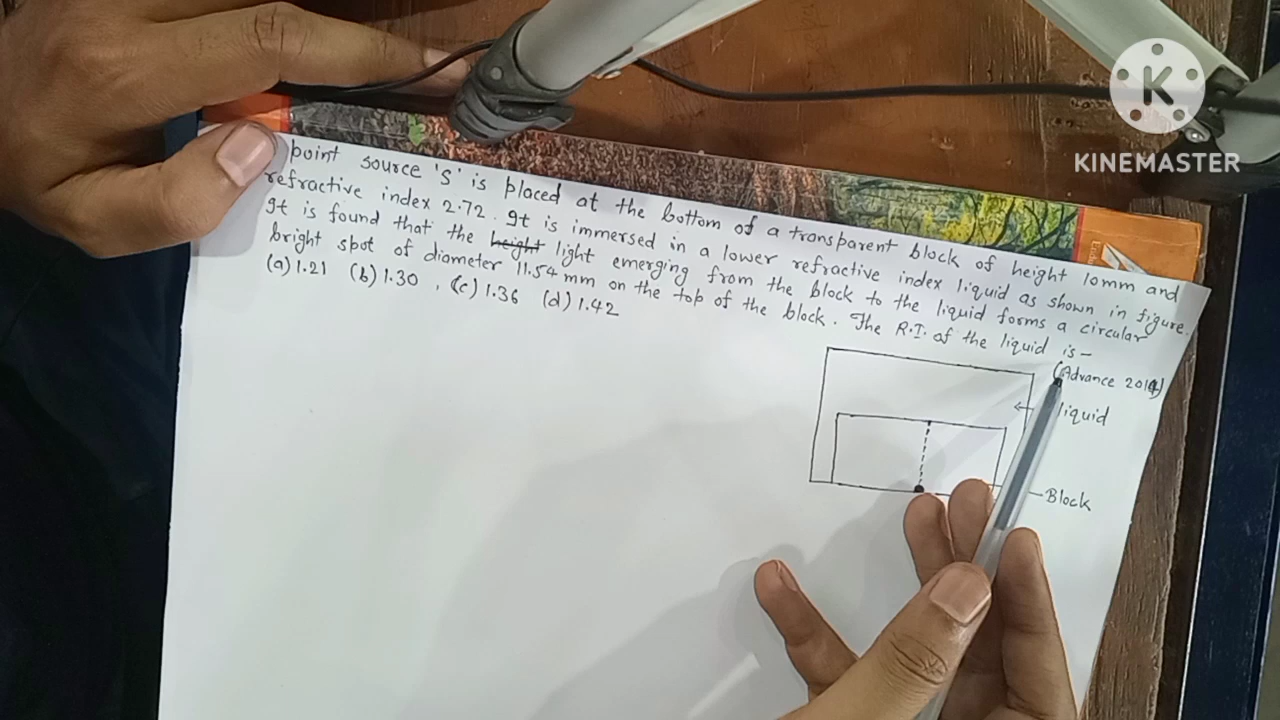 point source 's' is placed at the bottom of a transparent block of height 10mm and
refractive index 2.72. It is immersed in a lower refractive index liquid as shown in figure.
It is found that the height light emerging from the block to the liquid forms a circular
bright spot of diameter 11.54 mm on the top of the block. The R.I. of the liquid is-
(a) 1.21 (b) 1.30 , (c) 1.36 (d) 1.42
(Advance 2014)
liquid
Block
K
KINEMASTER